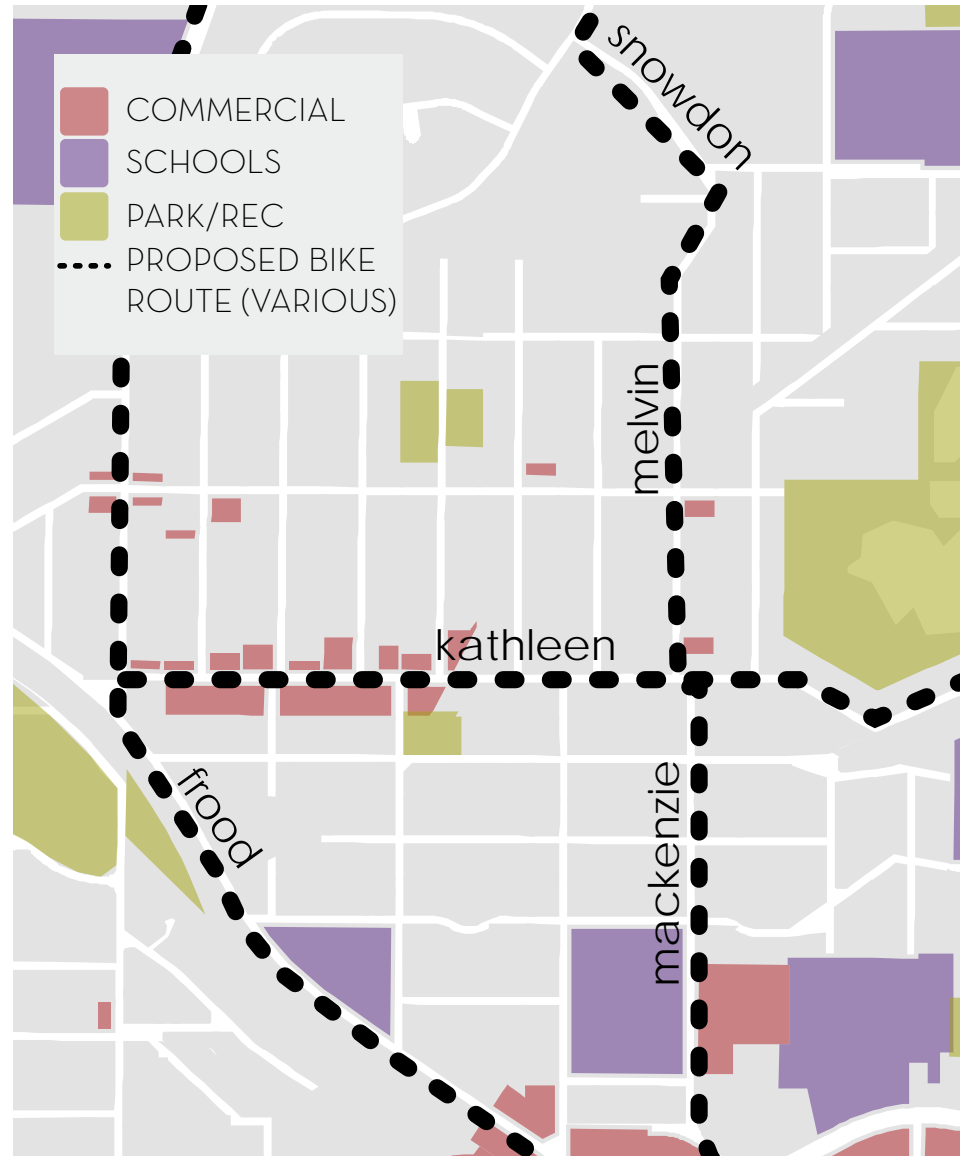 snowdon
COMMERCIAL
SCHOOLS
PARK/REC
PROPOSED BIKE
ROUTE (VARIOUS)
melvin
kathleen
frood
mackenzie